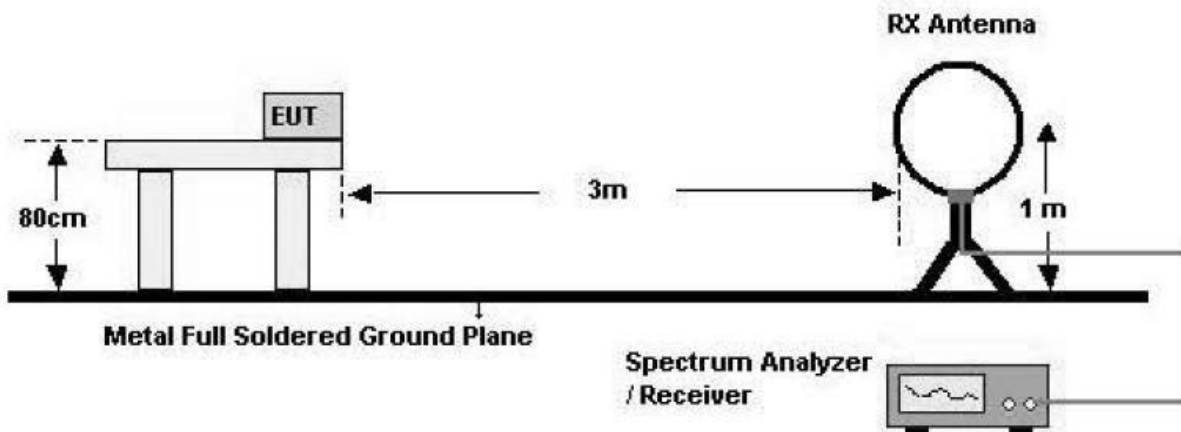 RX Antenna
EUT
80cm
3m
1 m
Metal Full Soldered Ground Plane
Spectrum Analyzer
/ Receiver